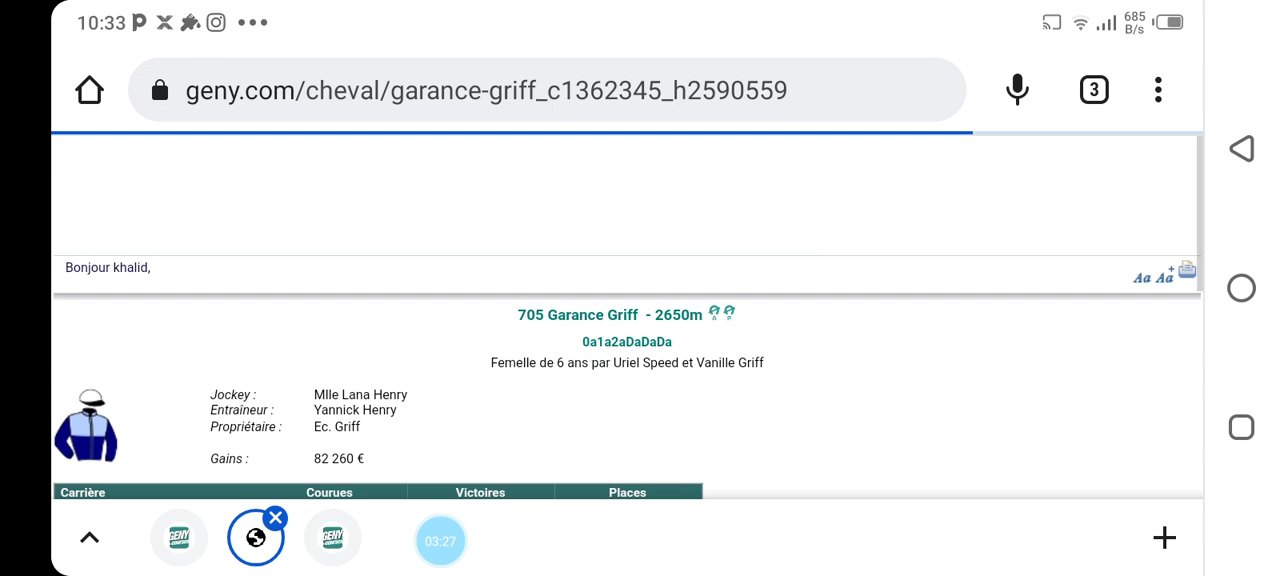 10:33
685
B/s
geny.com/cheval/garance-griff_c1362345_h2590559
3
Bonjour khalid,
Aa Aa+
705 Garance Griff - 2650m A P
0a1a2aDaDaDa
Femelle de 6 ans par Uriel Speed et Vanille Griff
Jockey : Mlle Lana Henry
Entraîneur : Yannick Henry
Propriétaire : Ec. Griff
Gains : 82 260 €
Carrière Courues Victoires Places
GENY GENY 03:27